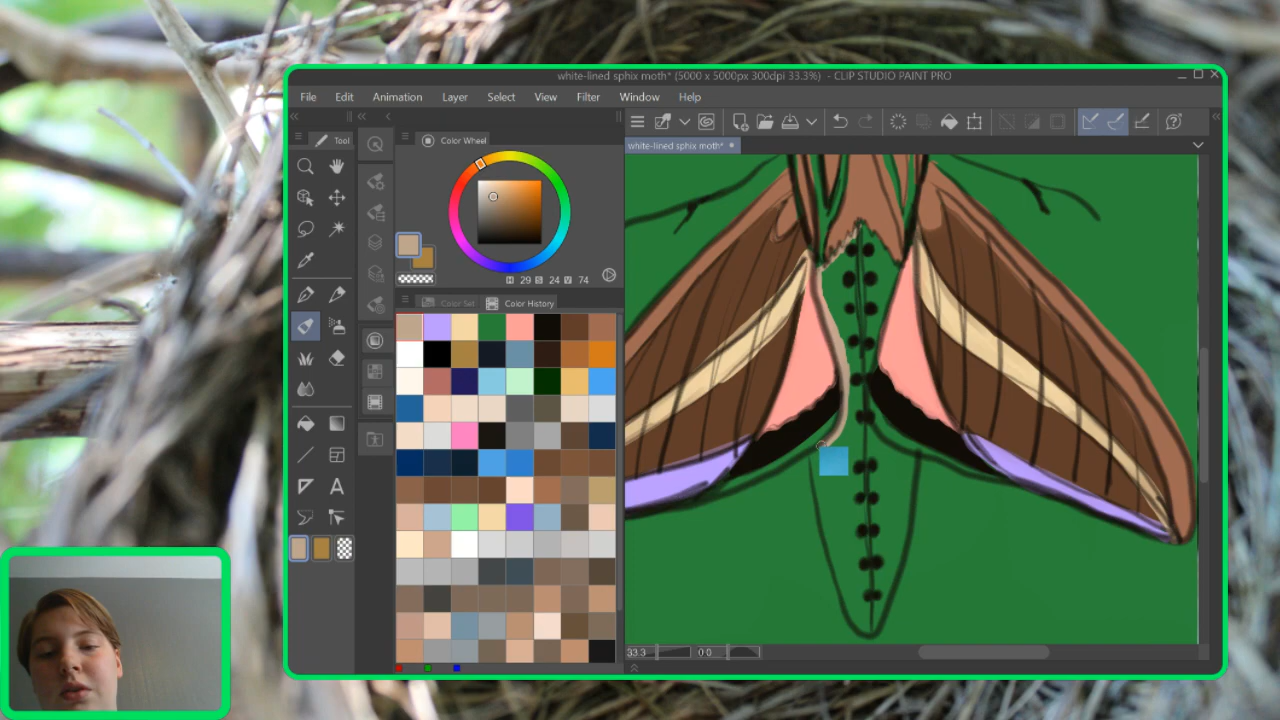 white-lined sphix moth* (5000 x 5000px 300dpi 33.3%) - CLIP STUDIO PAINT PRO
File Edit Animation Layer Select View Filter Window Help
Tool
Color Wheel
white-lined sphix moth*
H 29 S 24 V 74
Color Set Color History
A
33.3 0.0